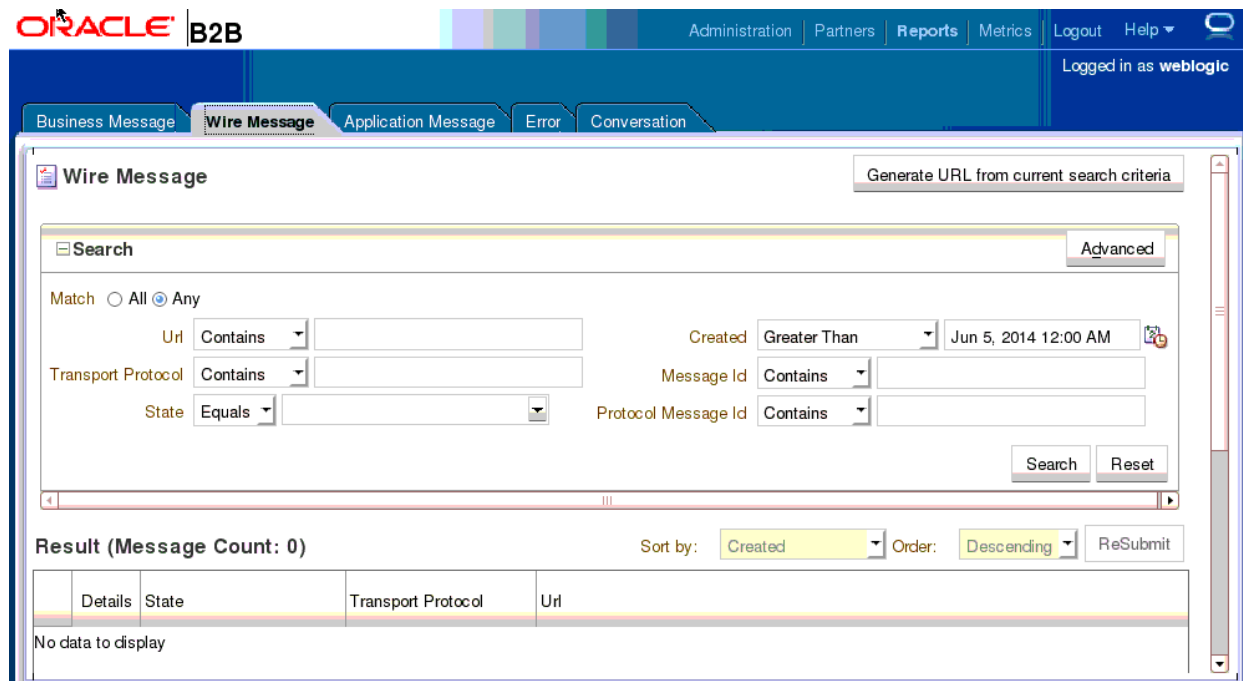 ORACLE B2B
Administration Partners Reports Metrics Logout Help
Logged in as weblogic
Business Message Wire Message Application Message Error Conversation
Wire Message
Generate URL from current search criteria
Search
Advanced
Match All Any
Url Contains
Created Greater Than Jun 5, 2014 12:00 AM
Transport Protocol Contains
Message Id Contains
State Equals
Protocol Message Id Contains
Search Reset
Result (Message Count: 0)
Sort by: Created Order: Descending ReSubmit
Details State Transport Protocol Url
No data to display